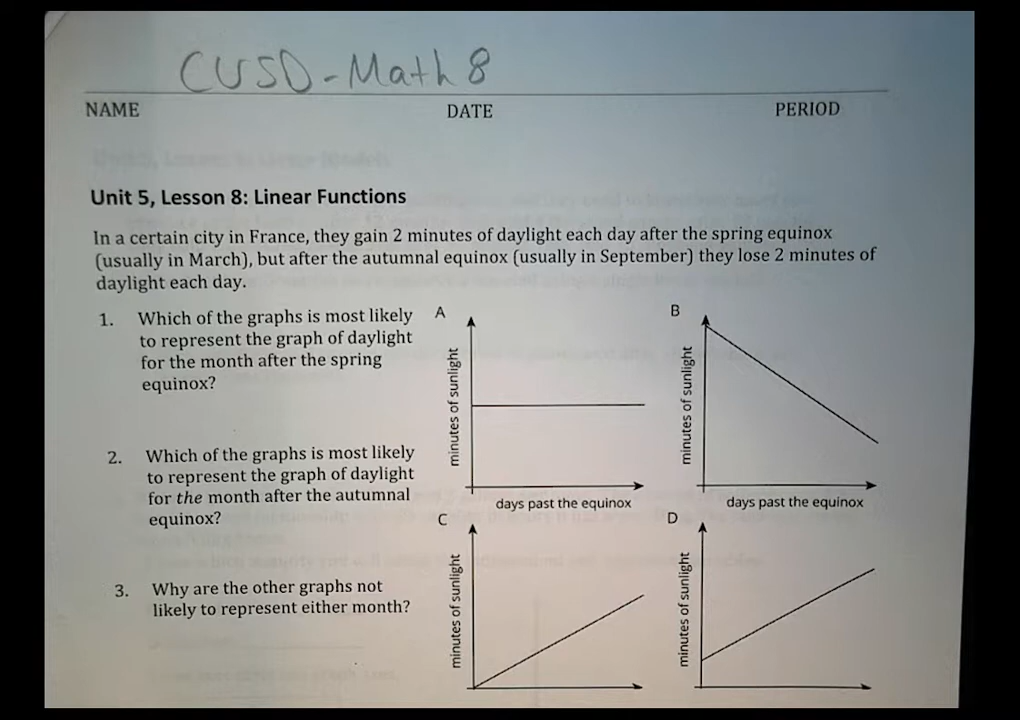 CUSD-Math 8
NAME DATE PERIOD
Unit 5, Lesson 8: Linear Functions
In a certain city in France, they gain 2 minutes of daylight each day after the spring equinox
(usually in March), but after the autumnal equinox (usually in September) they lose 2 minutes of
daylight each day.
1. Which of the graphs is most likely
to represent the graph of daylight
for the month after the spring
equinox?
2. Which of the graphs is most likely
to represent the graph of daylight
for the month after the autumnal
equinox?
3. Why are the other graphs not
likely to represent either month?
A
minutes of sunlight
days past the equinox
B
minutes of sunlight
days past the equinox
C
minutes of sunlight
D
minutes of sunlight